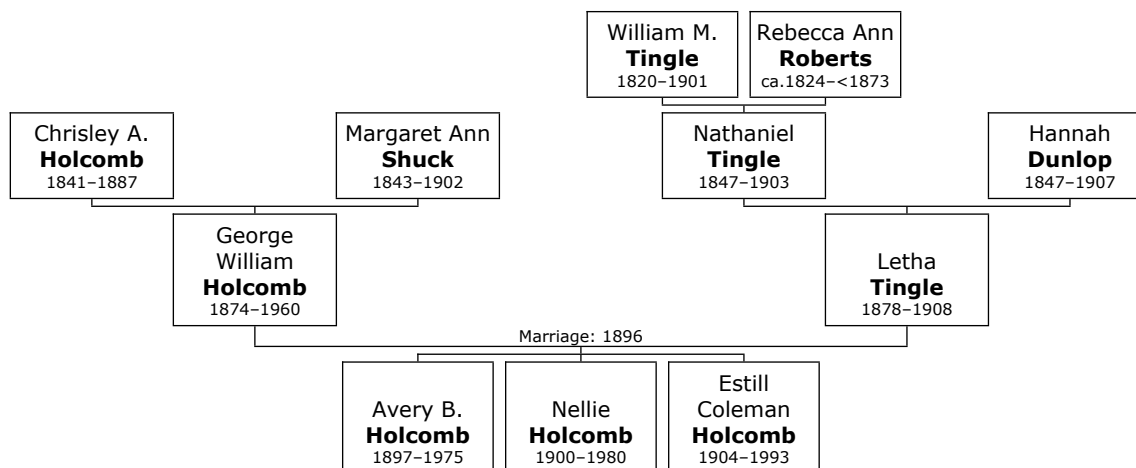 William M.
Tingle
1820–1901
Rebecca Ann
Roberts
ca.1824–<1873
Chrisley A.
Holcomb
1841–1887
Margaret Ann
Shuck
1843–1902
Nathaniel
Tingle
1847–1903
Hannah
Dunlop
1847–1907
George
William
Holcomb
1874–1960
Letha
Tingle
1878–1908
Marriage: 1896
Avery B.
Holcomb
1897–1975
Nellie
Holcomb
1900–1980
Estill
Coleman
Holcomb
1904–1993